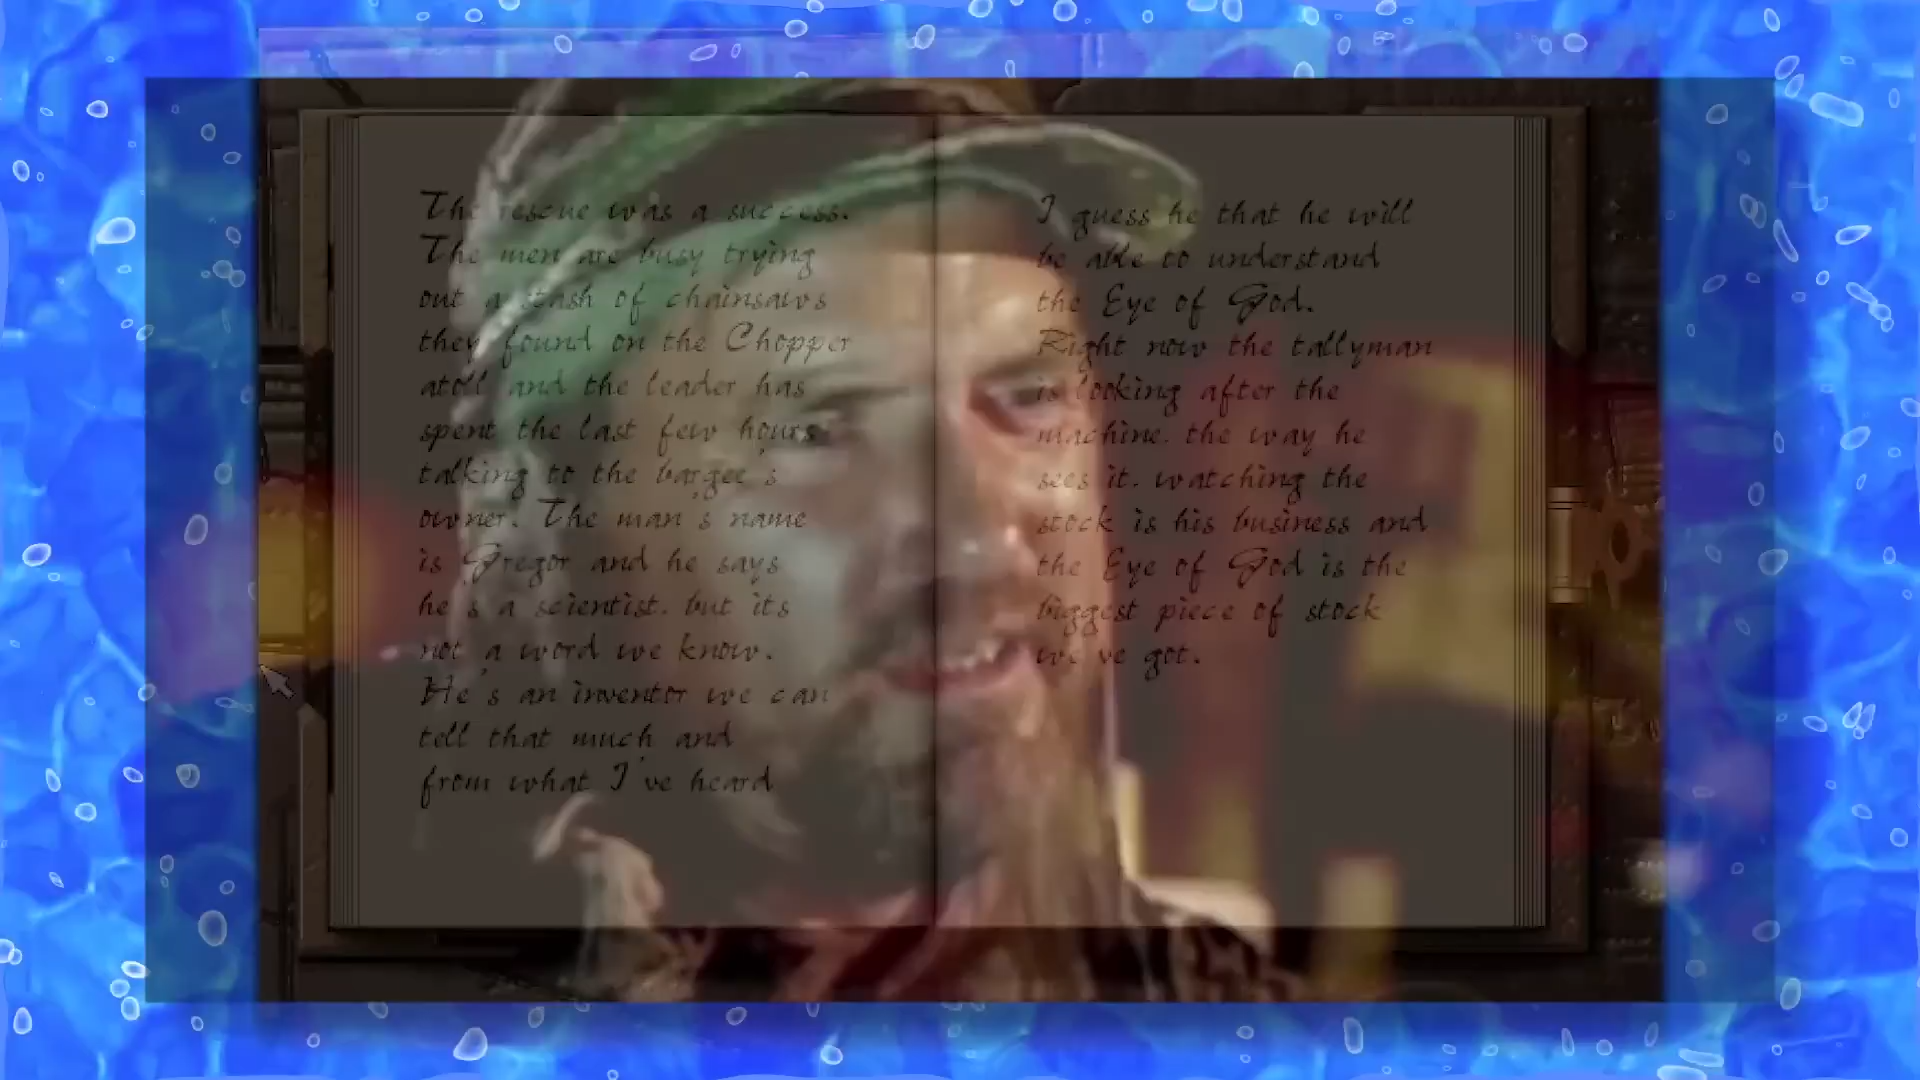 The rescue was a success.
The men are busy trying
out a stash of chainsaws
they found on the Chopper
atoll and the leader has
spent the last few hours
talking to the bargee's
owner. The man's name
is Gregor and he says
he's a scientist. but its
not a word we know.
He's an inventor we can
tell that much and
from what I've heard
I guess he that he will
be able to understand
the Eye of God.
Right now the tallyman
is looking after the
machine. the way he
sees it. watching the
stock is his business and
the Eye of God is the
biggest piece of stock
we've got.